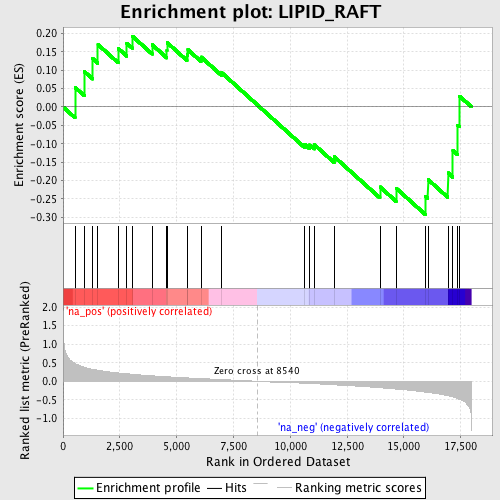 Enrichment plot: LIPID_RAFT
Enrichment score (ES)
0.20
0.15
0.10
0.05
0.00
-0.05
-0.10
-0.15
-0.20
-0.25
-0.30
'na_pos' (positively correlated)
Ranked list metric (PreRanked)
2.0
1.5
1.0
0.5
0.0
-0.5
-1.0
Zero cross at 8540
'na_neg' (negatively correlated)
0 2,500 5,000 7,500 10,000 12,500 15,000 17,500
Rank in Ordered Dataset
Enrichment profile Hits Ranking metric scores